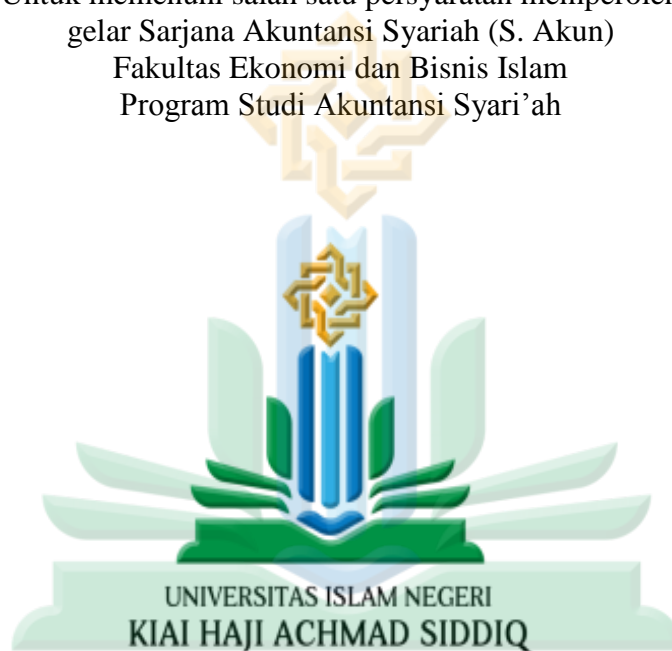 Untuk memenuhi salah satu persyaratan memperoleh
gelar Sarjana Akuntansi Syariah (S. Akun)
Fakultas Ekonomi dan Bisnis Islam
Program Studi Akuntansi Syari’ah
UNIVERSITAS ISLAM NEGERI
KIAI HAJI ACHMAD SIDDIQ